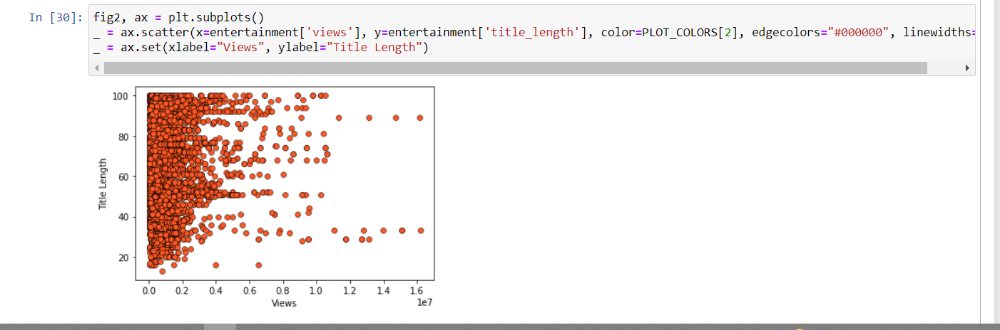 In [30]: fig2, ax = plt.subplots()
_ = ax.scatter(x=entertainment['views'], y=entertainment['title_length'], color=PLOT_COLORS[2], edgecolors="#000000", linewidths=
_ = ax.set(xlabel="Views", ylabel="Title Length")
100
80
60
40
20
Title Length
0.0 0.2 0.4 0.6 0.8 1.0 1.2 1.4 1.6
Views
1e7